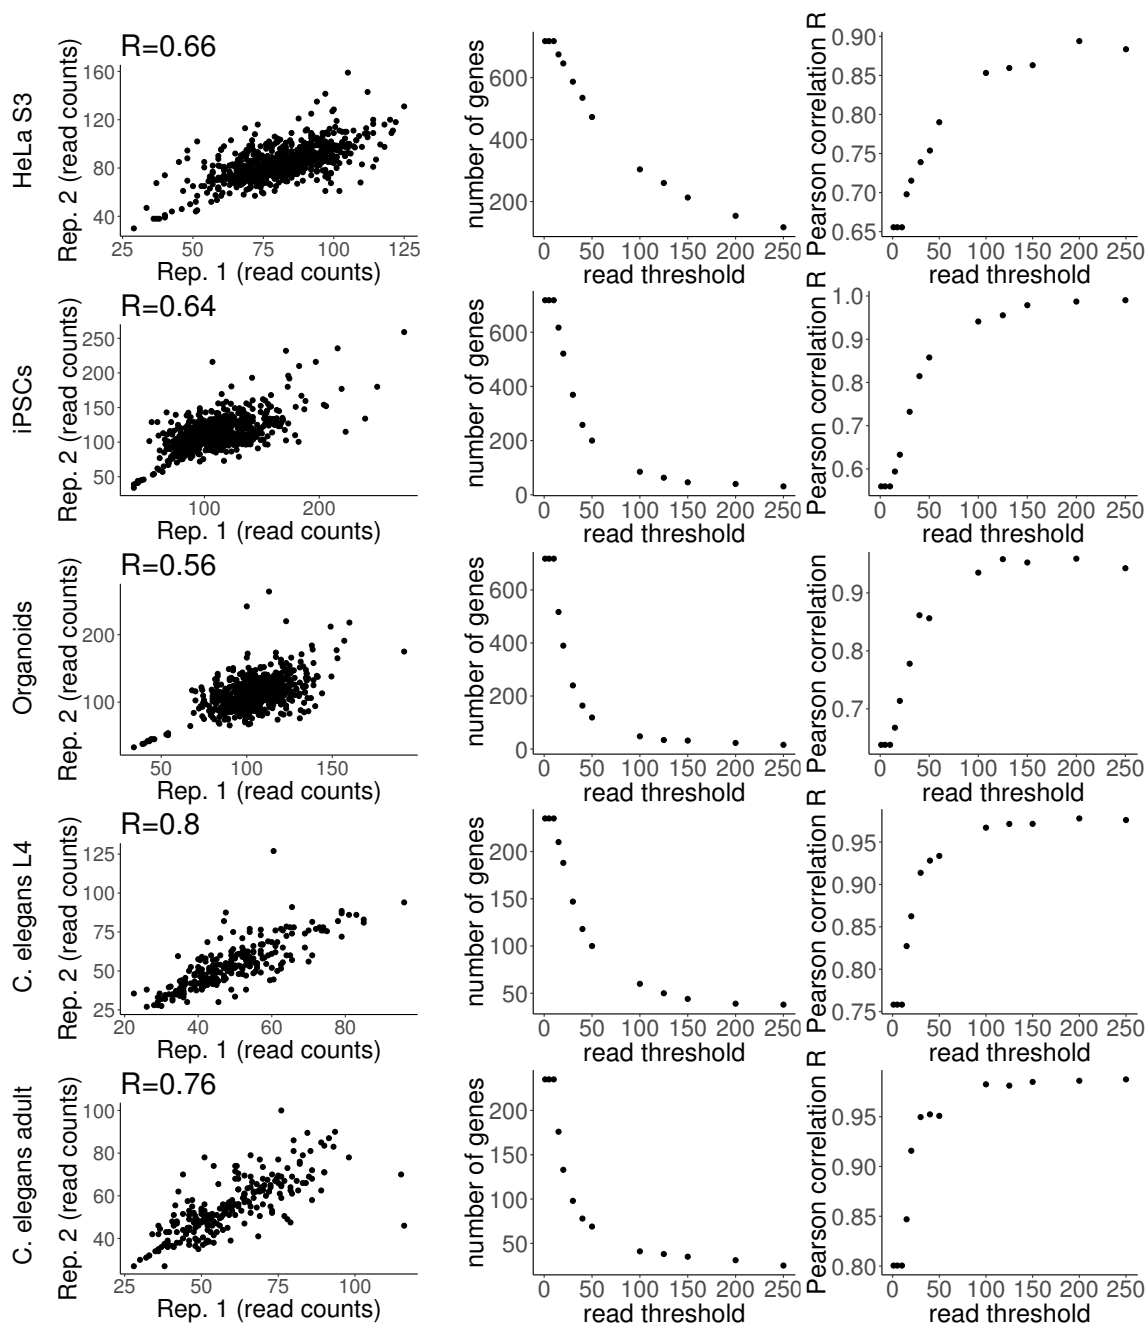 HeLa S3
R=0.66
Rep. 2 (read counts)
160
120
80
40
25 50 75 100 125
Rep. 1 (read counts)
number of genes
600
400
200
0 50 100 150 200 250
read threshold
Pearson correlation R
0.90
0.85
0.80
0.75
0.70
0.65
0 50 100 150 200 250
read threshold
iPSCs
R=0.64
Rep. 2 (read counts)
250
200
150
100
50
100 200
Rep. 1 (read counts)
number of genes
600
400
200
0
0 50 100 150 200 250
read threshold
Pearson correlation R
1.0
0.9
0.8
0.7
0.6
0 50 100 150 200 250
read threshold
Organoids
R=0.56
Rep. 2 (read counts)
200
100
50 100 150
Rep. 1 (read counts)
number of genes
600
400
200
0
0 50 100 150 200 250
read threshold
Pearson correlation
0.9
0.8
0.7
0 50 100 150 200 250
read threshold
C. elegans L4
R=0.8
Rep. 2 (read counts)
125
100
75
50
25
20 40 60 80
Rep. 1 (read counts)
number of genes
200
150
100
50
0 50 100 150 200 250
read threshold
Pearson correlation R
0.95
0.90
0.85
0.80
0.75
0 50 100 150 200 250
read threshold
C. elegans adult
R=0.76
Rep. 2 (read counts)
100
80
60
40
25 50 75 100
Rep. 1 (read counts)
number of genes
200
150
100
50
0 50 100 150 200 250
read threshold
Pearson correlation R
0.95
0.90
0.85
0.80
0 50 100 150 200 250
read threshold